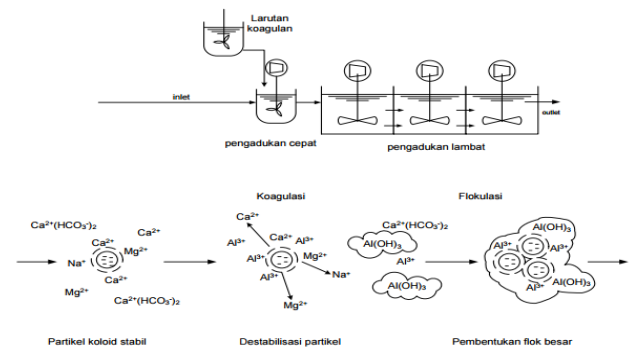 Larutan
koagulan
inlet
outlet
pengadukan cepat
pengadukan lambat
Koagulasi
Flokulasi
Ca²⁺(HCO₃⁻)₂
Ca²⁺
Ca²⁺
Mg²⁺
Na⁺
Ca²⁺
Mg²⁺
Ca²⁺(HCO₃⁻)₂
Ca²⁺
Al³⁺
Ca²⁺
Al³⁺
Al³⁺
Mg²⁺
Al³⁺
Na⁺
Mg²⁺
Ca²⁺(HCO₃⁻)₂
Al(OH)₃
Al³⁺
Al(OH)₃
Al(OH)₃
Al³⁺
Al³⁺
Al³⁺
Al(OH)₃
Partikel koloid stabil
Destabilisasi partikel
Pembentukan flok besar